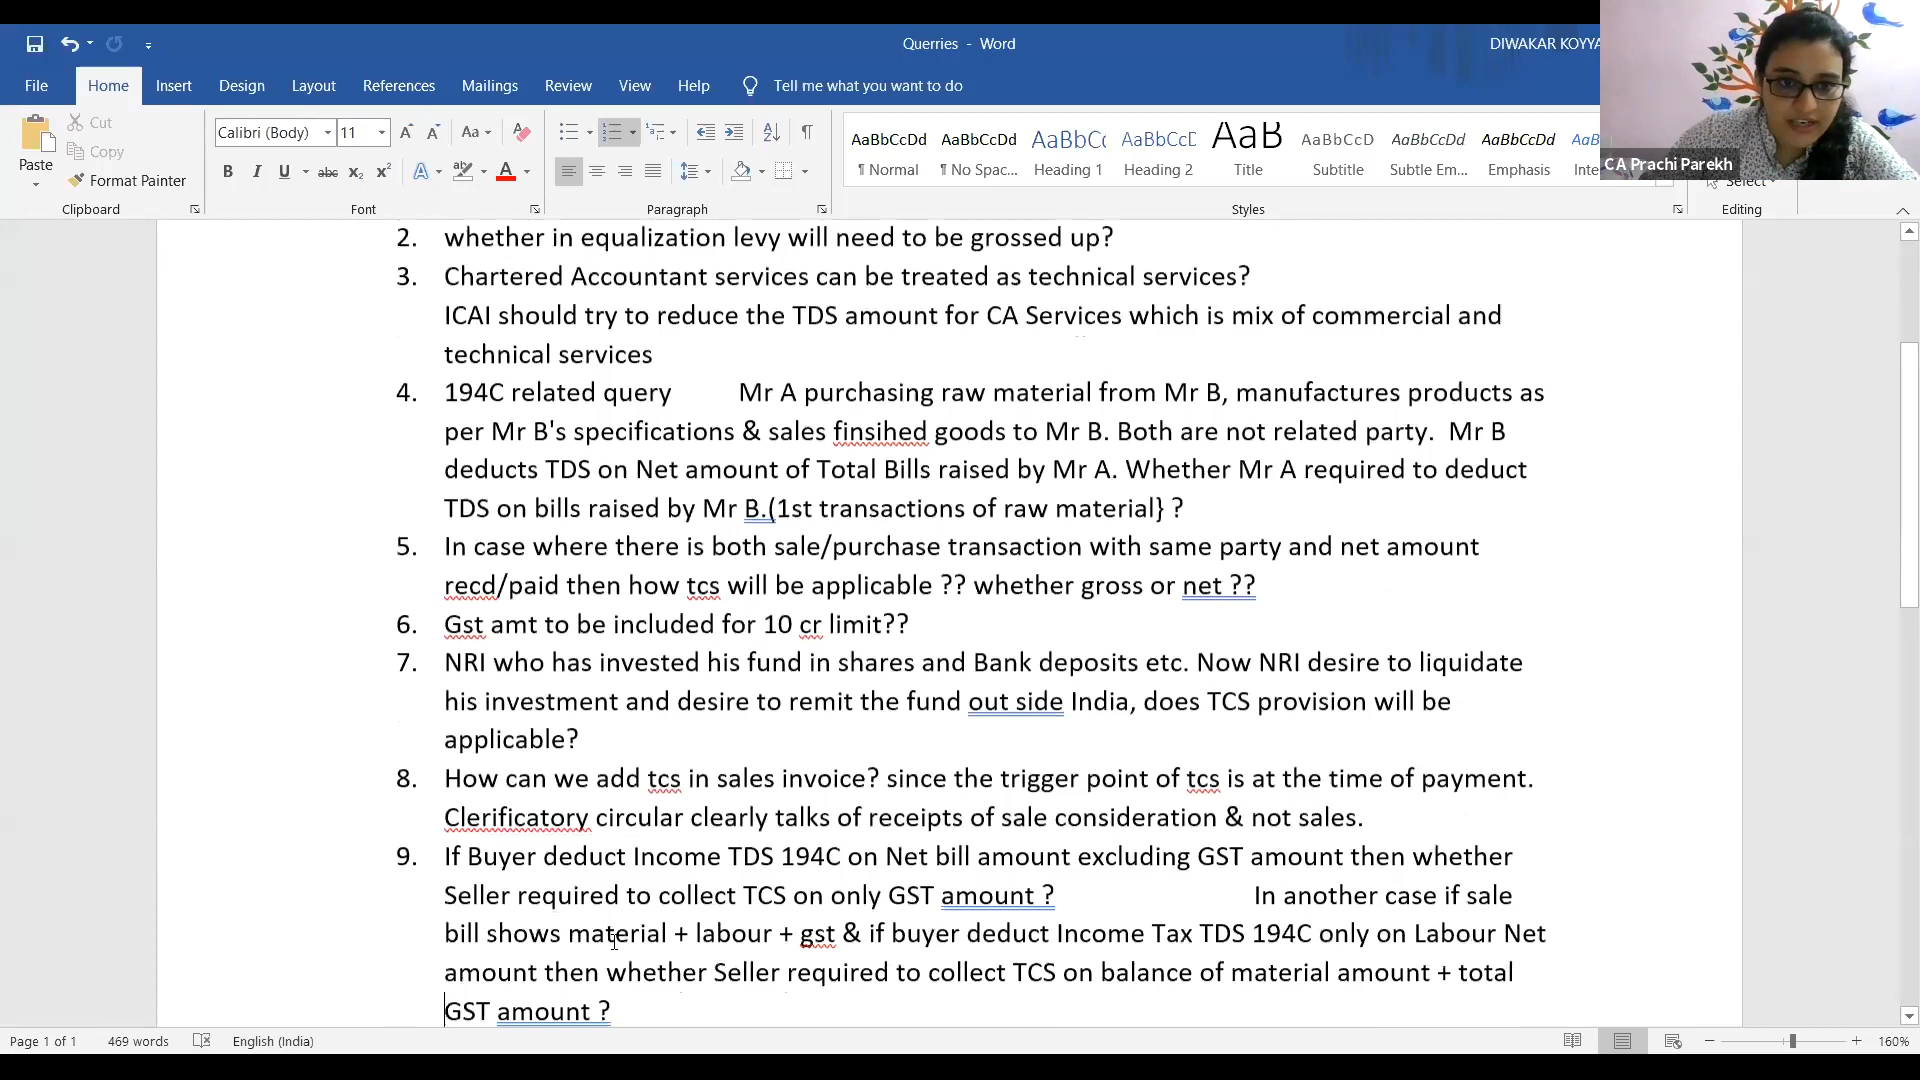 Querries - Word
DIWAKAR KOYYA
File Home Insert Design Layout References Mailings Review View Help Tell me what you want to do
CA Prachi Parekh
Paste
Cut
Copy
Format Painter
Clipboard
Calibri (Body) 11
Font
Paragraph
AaBbCcDd AaBbCcDd AaBbCc AaBbCcD AaB AaBbCcD AaBbCcDd AaBbCcDd AaBb
¶ Normal ¶ No Spac... Heading 1 Heading 2 Title Subtitle Subtle Em... Emphasis Inte
Styles
Select
Editing
2. whether in equalization levy will need to be grossed up?
3. Chartered Accountant services can be treated as technical services?
ICAI should try to reduce the TDS amount for CA Services which is mix of commercial and
technical services
4. 194C related query Mr A purchasing raw material from Mr B, manufactures products as
per Mr B's specifications & sales finsihed goods to Mr B. Both are not related party. Mr B
deducts TDS on Net amount of Total Bills raised by Mr A. Whether Mr A required to deduct
TDS on bills raised by Mr B.(1st transactions of raw material} ?
5. In case where there is both sale/purchase transaction with same party and net amount
recd/paid then how tcs will be applicable ?? whether gross or net ??
6. Gst amt to be included for 10 cr limit??
7. NRI who has invested his fund in shares and Bank deposits etc. Now NRI desire to liquidate
his investment and desire to remit the fund out side India, does TCS provision will be
applicable?
8. How can we add tcs in sales invoice? since the trigger point of tcs is at the time of payment.
Clerificatory circular clearly talks of receipts of sale consideration & not sales.
9. If Buyer deduct Income TDS 194C on Net bill amount excluding GST amount then whether
Seller required to collect TCS on only GST amount ? In another case if sale
bill shows material + labour + gst & if buyer deduct Income Tax TDS 194C only on Labour Net
amount then whether Seller required to collect TCS on balance of material amount + total
GST amount ?
Page 1 of 1 469 words English (India) 160%